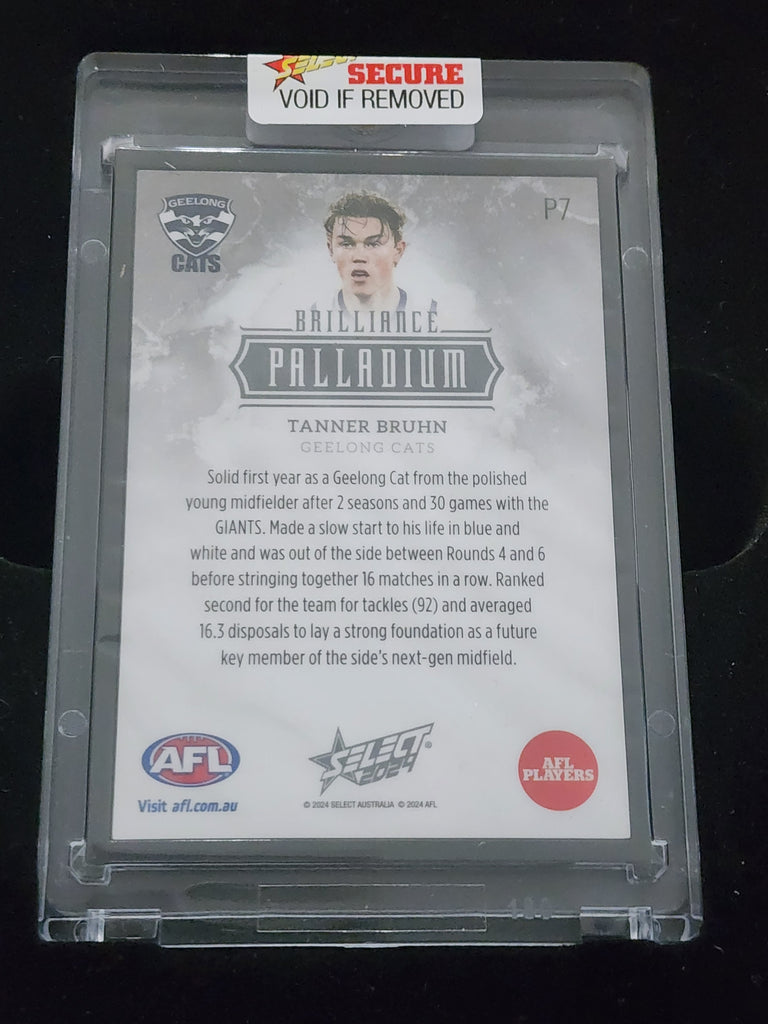 SELECT SECURE
VOID IF REMOVED
GEELONG
CATS
P7
BRILLIANCE
PALLADIUM
TANNER BRUHN
GEELONG CATS
Solid first year as a Geelong Cat from the polished
young midfielder after 2 seasons and 30 games with the
GIANTS. Made a slow start to his life in blue and
white and was out of the side between Rounds 4 and 6
before stringing together 16 matches in a row. Ranked
second for the team for tackles (92) and averaged
16.3 disposals to lay a strong foundation as a future
key member of the side's next-gen midfield.
AFL
Visit afl.com.au
SELECT®
2024
© 2024 SELECT AUSTRALIA © 2024 AFL
AFL
PLAYERS